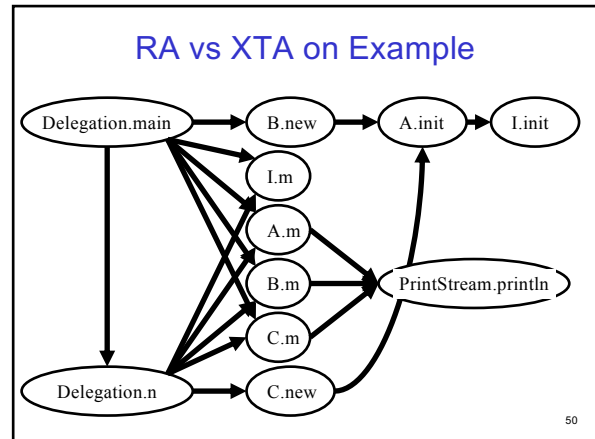 RA vs XTA on Example
Delegation.main
B.new
A.init
I.init
I.m
A.m
B.m
PrintStream.println
C.m
Delegation.n
C.new
50